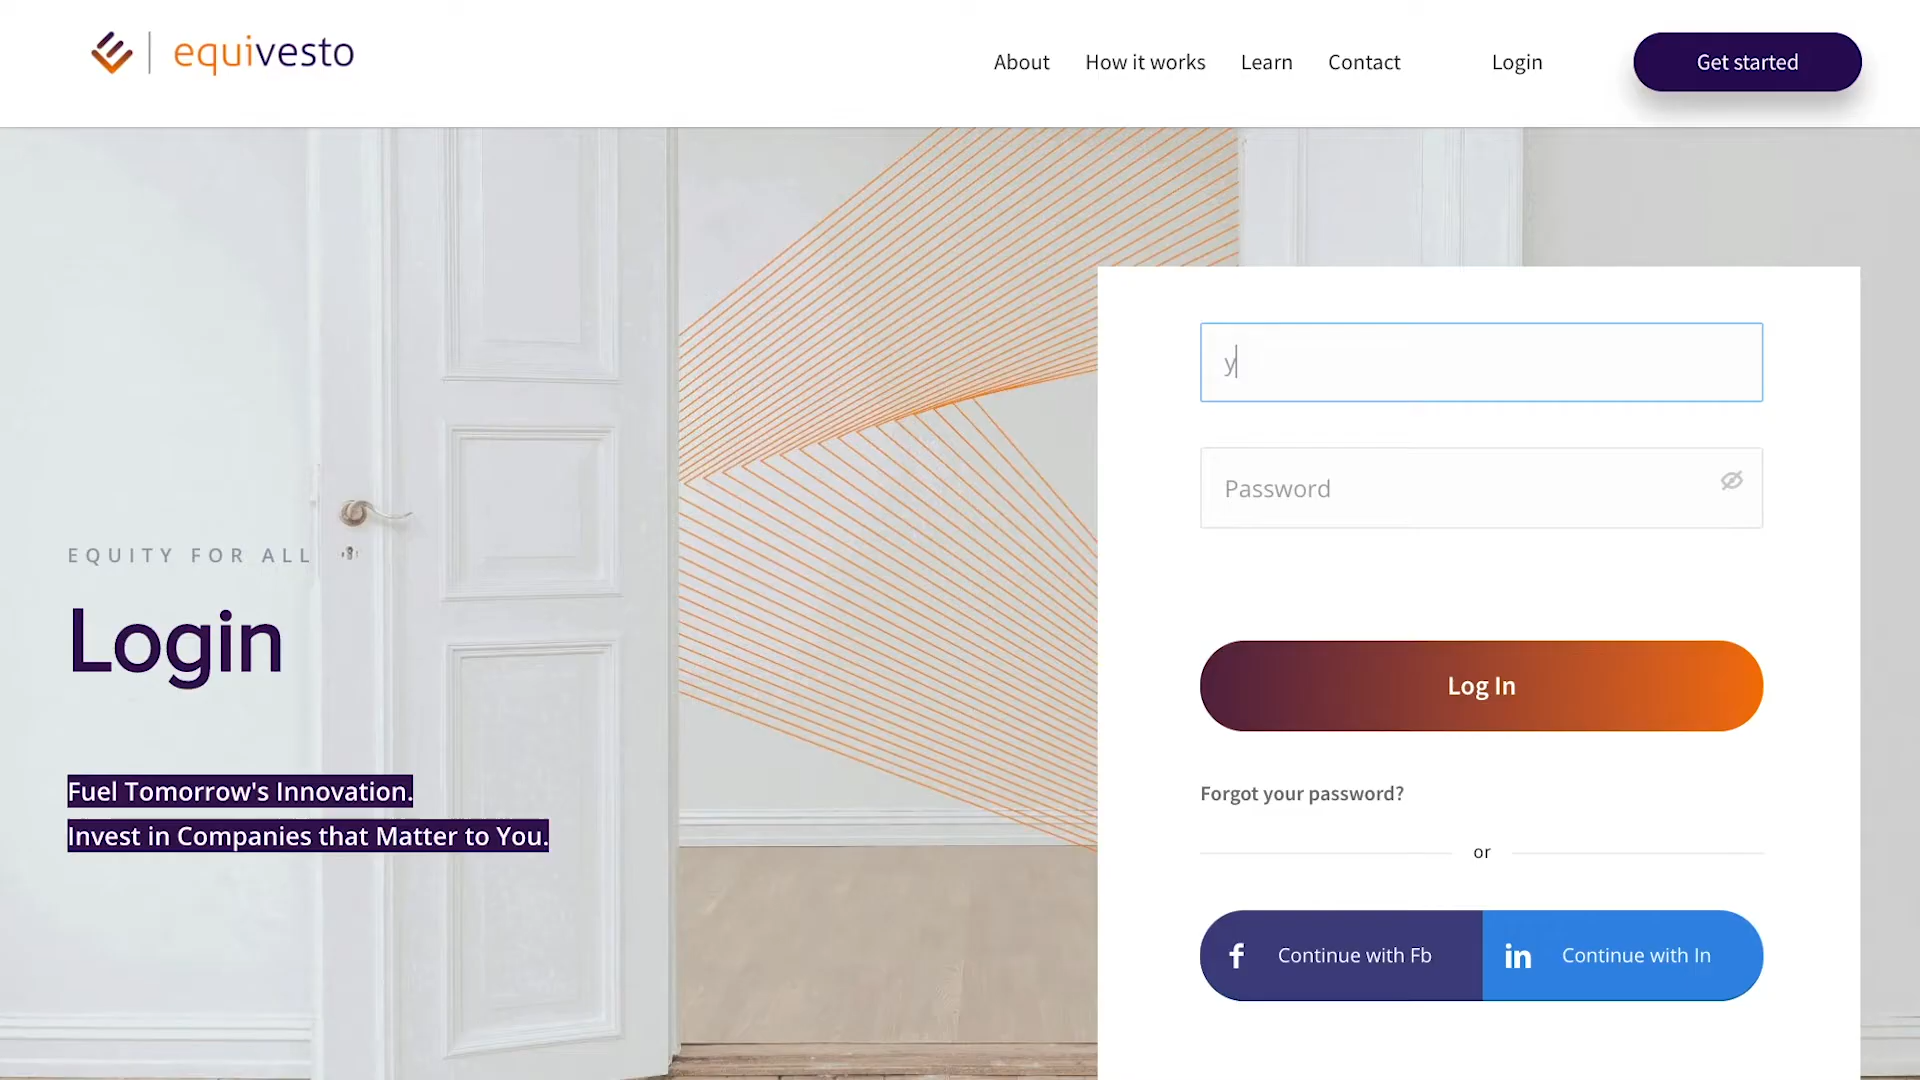 equivesto
About How it works Learn Contact Login Get started
y
Password
EQUITY FOR ALL
Login
Log In
Fuel Tomorrow's Innovation.
Invest in Companies that Matter to You.
Forgot your password?
or
f Continue with Fb in Continue with In